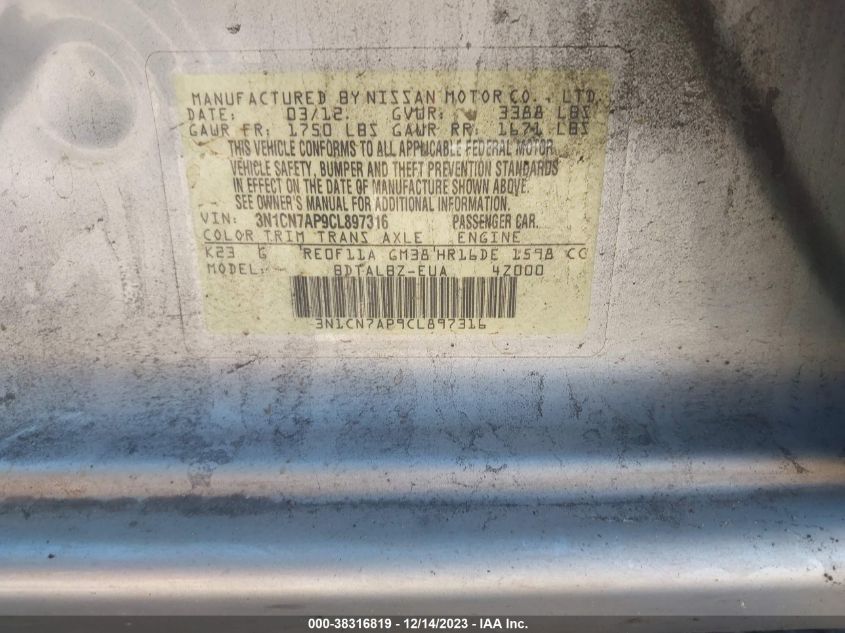 MANUFACTURED BY NISSAN MOTOR CO., LTD.
DATE: 03/12. GVWR: 3388 LBS
GAWR FR: 1750 LBS GAWR RR: 1671 LBS
THIS VEHICLE CONFORMS TO ALL APPLICABLE FEDERAL MOTOR
VEHICLE SAFETY, BUMPER AND THEFT PREVENTION STANDARDS
IN EFFECT ON THE DATE OF MANUFACTURE SHOWN ABOVE.
SEE OWNER'S MANUAL FOR ADDITIONAL INFORMATION.
VIN: 3N1CN7AP9CL897316 PASSENGER CAR.
COLOR TRIM TRANS AXLE ENGINE
K23 G RE0F11A GM38 HR16DE 1598 CC
MODEL: BDTALBZ-EUA 4Z000
3N1CN7AP9CL897316
000-38316819 - 12/14/2023 - IAA Inc.